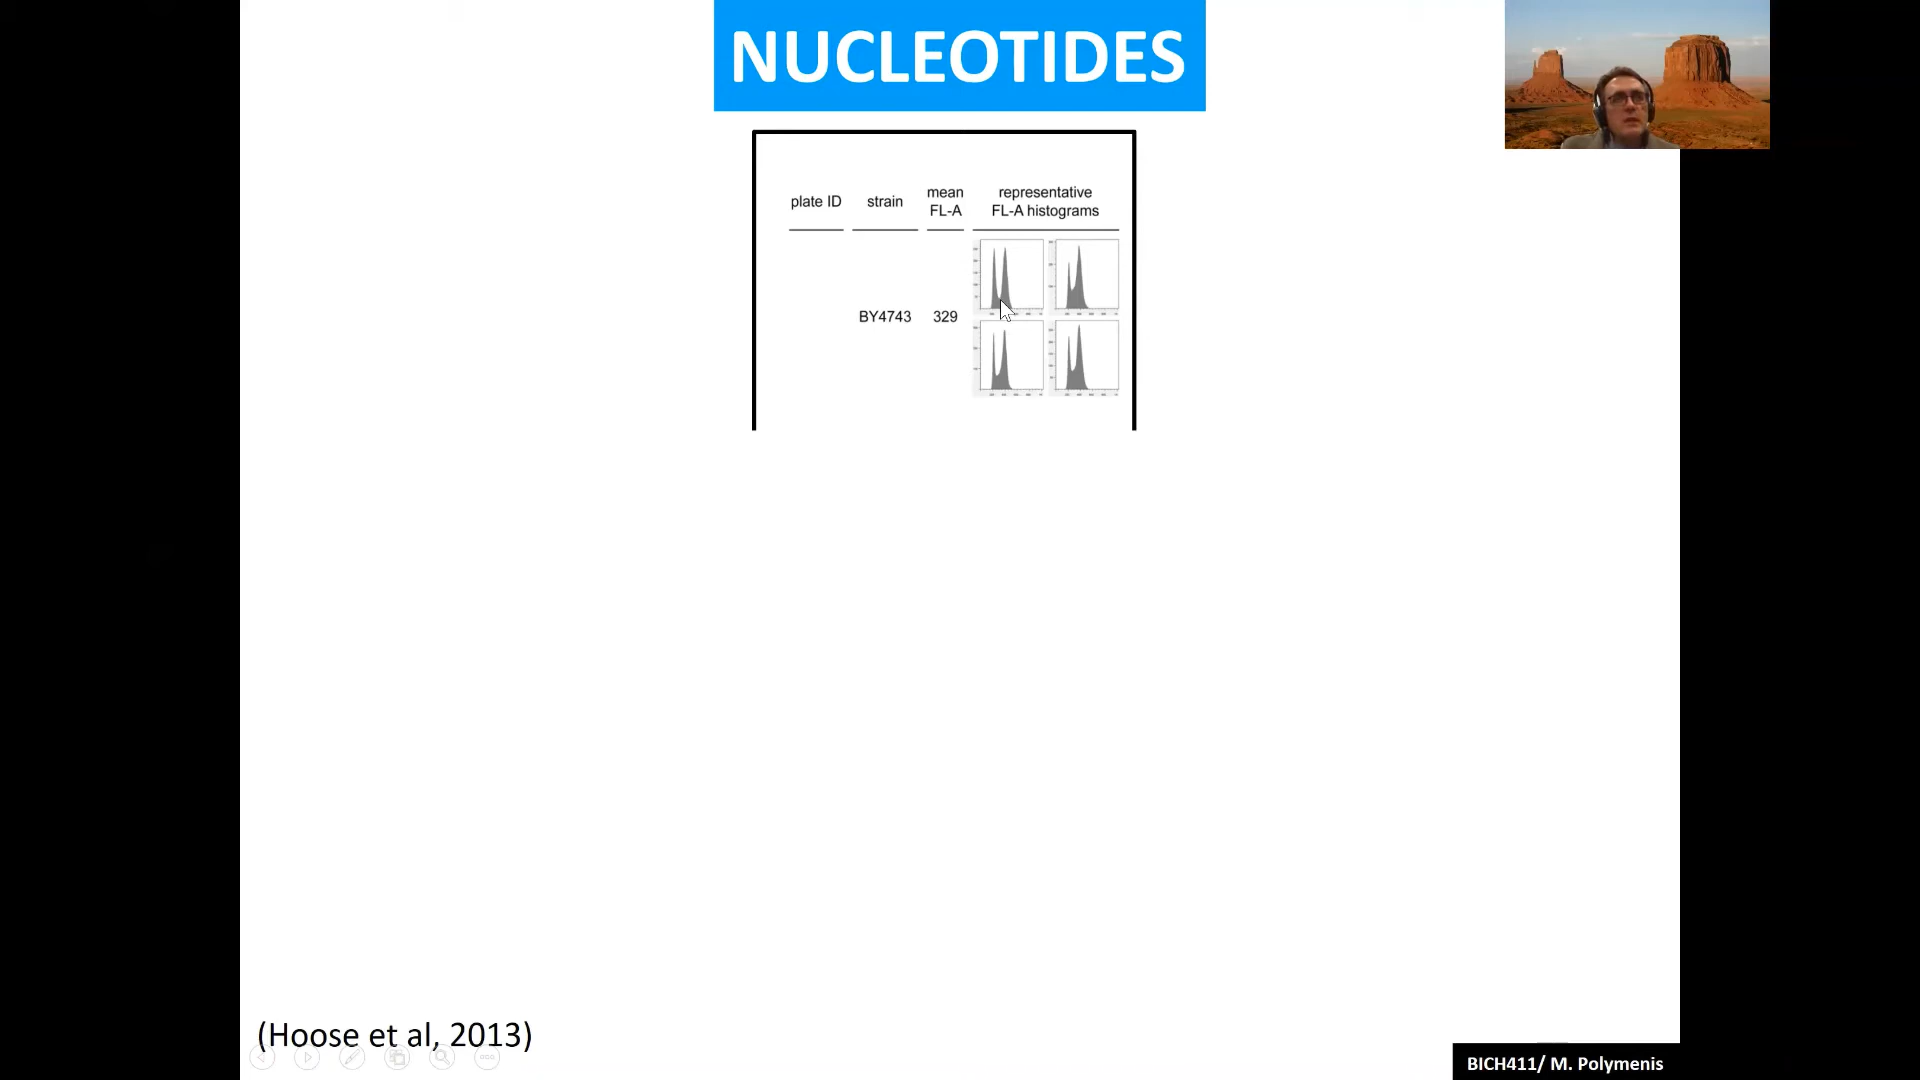 NUCLEOTIDES
plate ID strain mean FL-A representative FL-A histograms
BY4743 329
(Hoose et al, 2013)
BICH411/ M. Polymenis